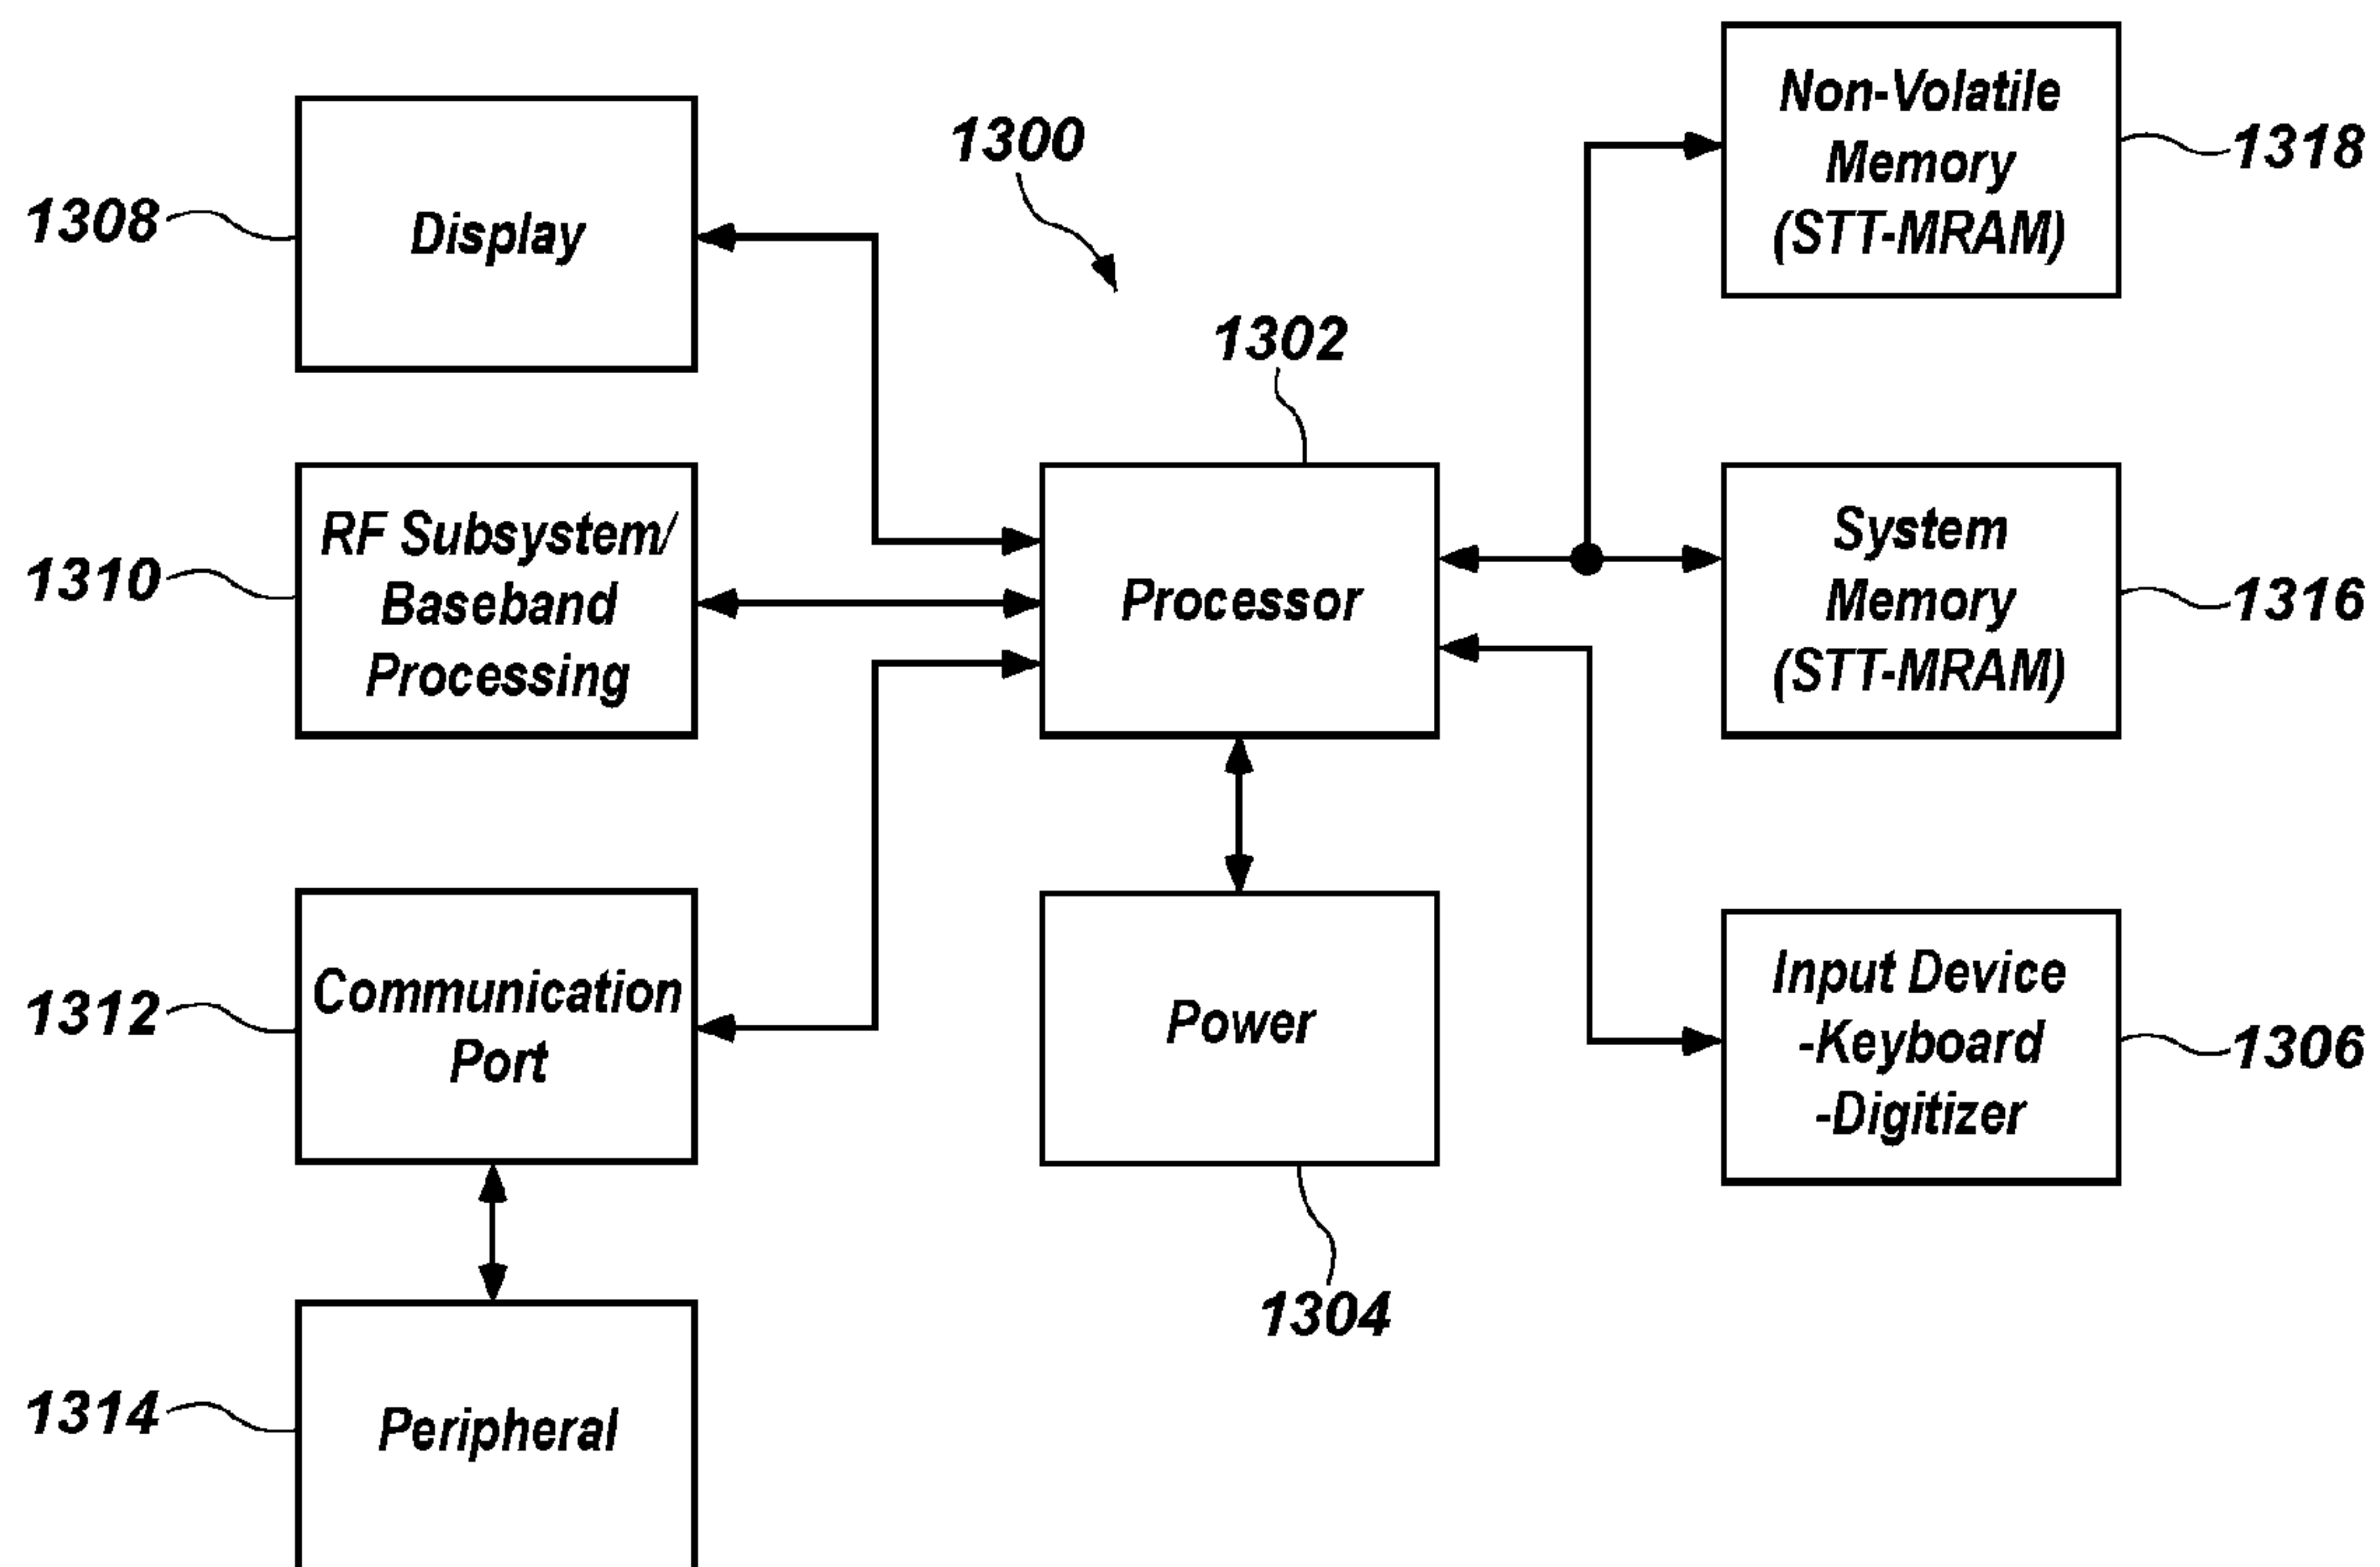 1300
1308
Display
1310
RF Subsystem/
Baseband
Processing
1312
Communication
Port
1314
Peripheral
1302
Processor
Power
1304
Non-Volatile
Memory
(STT-MRAM)
1318
System
Memory
(STT-MRAM)
1316
Input Device
-Keyboard
-Digitizer
1306